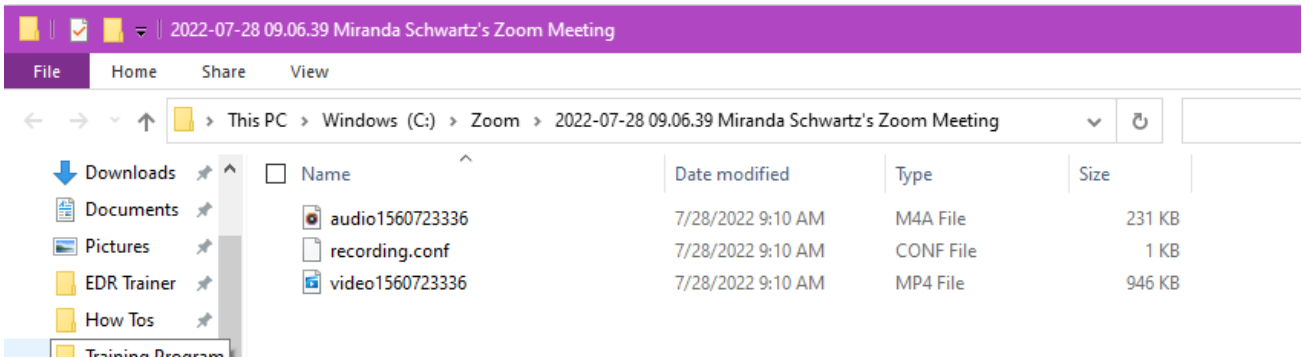 2022-07-28 09.06.39 Miranda Schwartz's Zoom Meeting
File Home Share View
This PC > Windows (C:) > Zoom > 2022-07-28 09.06.39 Miranda Schwartz's Zoom Meeting
Downloads
Documents
Pictures
EDR Trainer
How Tos
Training Program
Name Date modified Type Size
audio1560723336 7/28/2022 9:10 AM M4A File 231 KB
recording.conf 7/28/2022 9:10 AM CONF File 1 KB
video1560723336 7/28/2022 9:10 AM MP4 File 946 KB